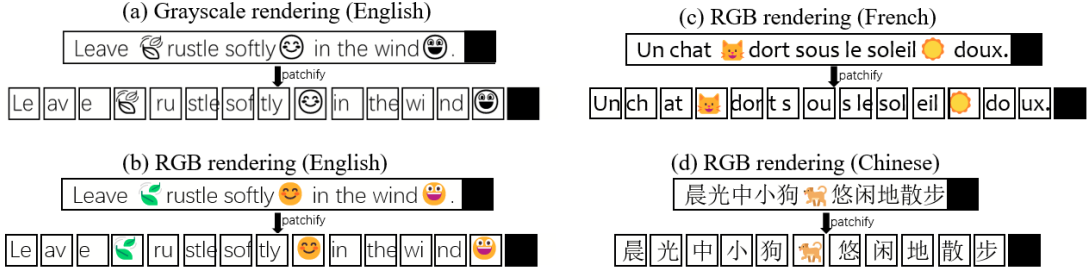 (a) Grayscale rendering (English)
Leave 🍃 rustle softly 😊 in the wind 😀 .
patchify
Le av e 🍃 ru stle sof tly 😊 in the wi nd 😀
(b) RGB rendering (English)
Leave 🍃 rustle softly 😊 in the wind 😀 .
patchify
Le av e 🍃 ru stle sof tly 😊 in the wi nd 😀
(c) RGB rendering (French)
Un chat 🐱 dort sous le soleil ☀️ doux.
patchify
Un ch at 🐱 dor t s ou s le sol eil ☀️ do ux.
(d) RGB rendering (Chinese)
晨光中小狗🐕悠闲地散步
patchify
晨 光 中 小 狗 🐕 悠 闲 地 散 步